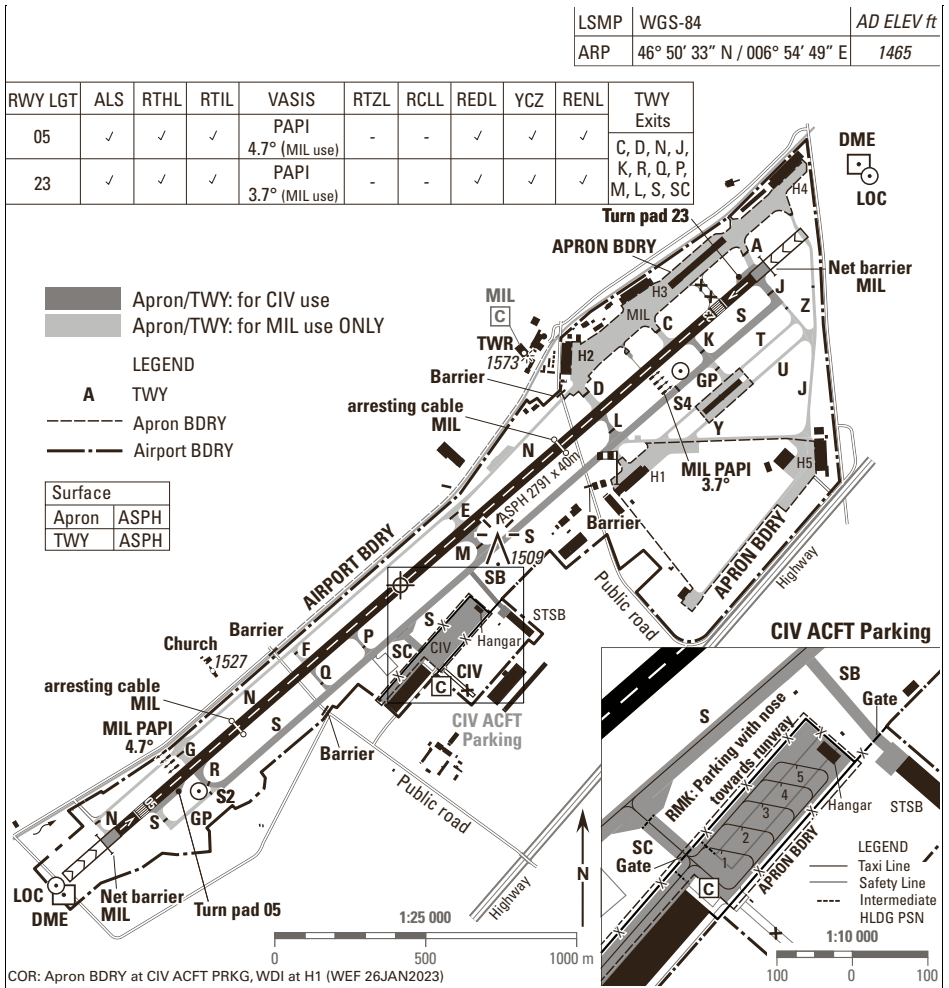 LSMP WGS-84 AD ELEV ft
ARP 46° 50′ 33″ N / 006° 54′ 49″ E 1465
RWY LGT ALS RTHL RTIL VASIS RTZL RCLL REDL YCZ RENL TWY Exits
05 ✓ ✓ ✓ PAPI 4.7° (MIL use) - - ✓ ✓ ✓ C, D, N, J,
K, R, Q, P,
23 ✓ ✓ ✓ PAPI 3.7° (MIL use) - - ✓ ✓ ✓ M, L, S, SC
DME
LOC
H4
Turn pad 23
APRON BDRY
A
Net barrier
MIL
Apron/TWY: for CIV use
Apron/TWY: for MIL use ONLY
LEGEND
A TWY
Apron BDRY
Airport BDRY
Surface
Apron ASPH
TWY ASPH
MIL
C
TWR
1573
H3
MIL
H2
J
Z
S
C
K
T
U
J
GP
S4
Y
D
L
Barrier
arresting cable
MIL
N
ASPH 2791 x 40m
MIL PAPI
3.7°
H1
H5
Barrier
E
M
S
1509
SB
AIRPORT BDRY
APRON BDRY
Highway
Public
road
STSB
Hangar
S
CIV
SC
C
CIV
CIV ACFT
Parking
P
Church
1527
Barrier
F
Q
arresting cable
MIL
N
S
MIL PAPI
4.7°
G
R
S2
GP
S
N
05
23
Barrier
Public road
Highway
N
LOC
DME
Net barrier
MIL
Turn pad 05
1:25 000
0 500 1000 m
CIV ACFT Parking
SB
S
Gate
RMK: Parking with nose
towards runway
5
4
3
2
1
Hangar
STSB
SC
Gate
C
APRON BDRY
LEGEND
Taxi Line
Safety Line
Intermediate
HLDG PSN
1:10 000
100 0 100
COR: Apron BDRY at CIV ACFT PRKG, WDI at H1 (WEF 26JAN2023)